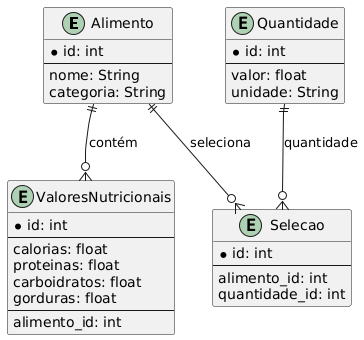 E Alimento
* id: int
nome: String
categoria: String
E Quantidade
* id: int
valor: float
unidade: String
contém
seleciona
quantidade
E ValoresNutricionais
* id: int
calorias: float
proteinas: float
carboidratos: float
gorduras: float
alimento_id: int
E Selecao
* id: int
alimento_id: int
quantidade_id: int